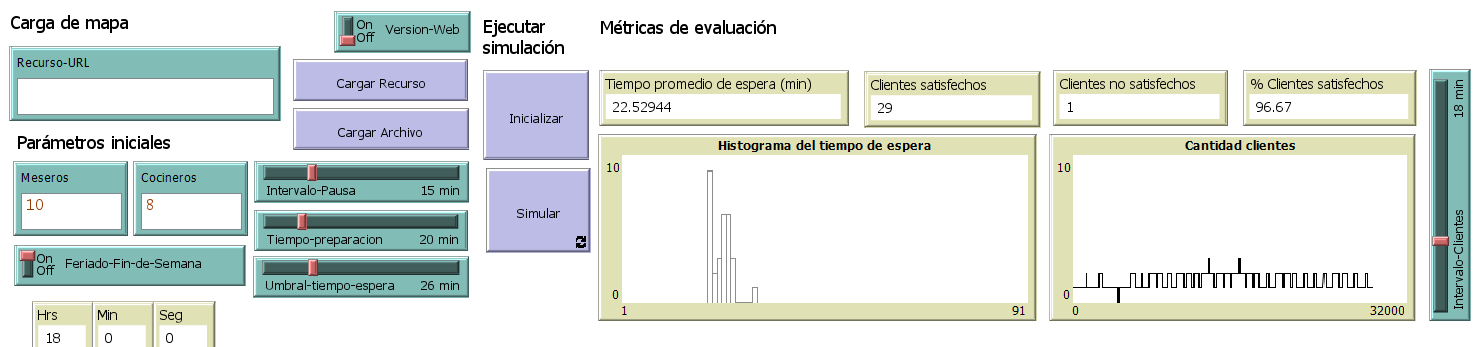 Carga de mapa
Recurso-URL
On
Off
Version-Web
Cargar Recurso
Cargar Archivo
Parámetros iniciales
Meseros
10
Cocineros
8
Intervalo-Pausa 15 min
Tiempo-preparacion 20 min
Umbral-tiempo-espera 26 min
On
Off
Feriado-Fin-de-Semana
Hrs
18
Min
0
Seg
0
Ejecutar
simulación
Inicializar
Simular
Métricas de evaluación
Tiempo promedio de espera (min)
22.52944
Clientes satisfechos
29
Clientes no satisfechos
1
% Clientes satisfechos
96.67
Histograma del tiempo de espera
10
0
1 91
Cantidad clientes
10
0
0 32000
Intervalo-Clientes 18 min